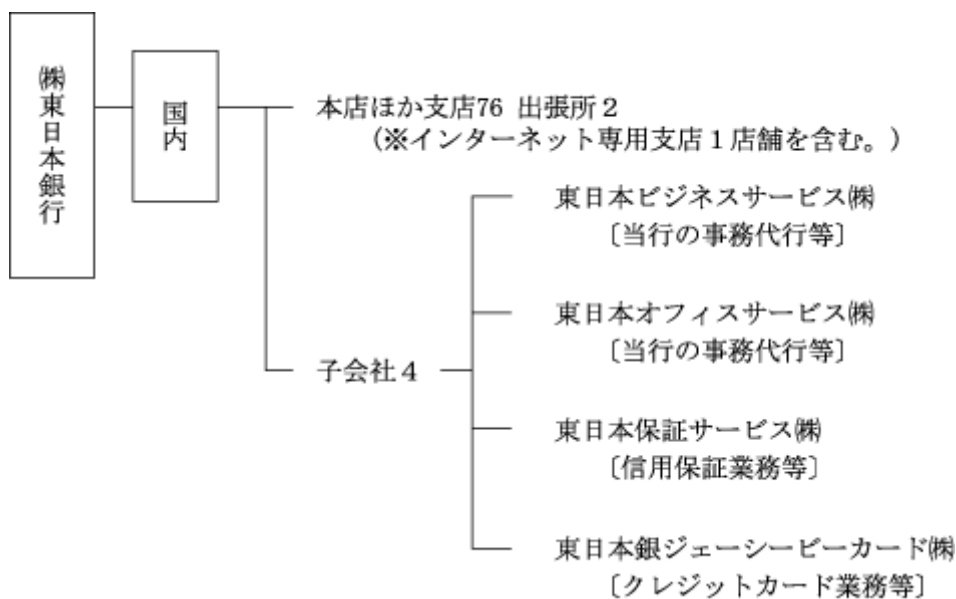 ㈱東日本銀行
国内
本店ほか支店76 出張所２
（※インターネット専用支店１店舗を含む。）
東日本ビジネスサービス㈱
〔当行の事務代行等〕
東日本オフィスサービス㈱
〔当行の事務代行等〕
子会社４
東日本保証サービス㈱
〔信用保証業務等〕
東日本銀ジェーシービーカード㈱
〔クレジットカード業務等〕